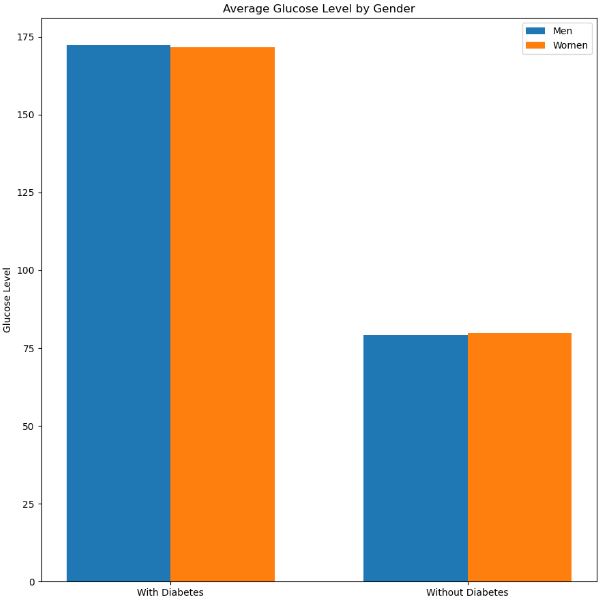 Average Glucose Level by Gender
Men
Women
175
150
125
100
75
50
25
0
Glucose Level
With Diabetes
Without Diabetes